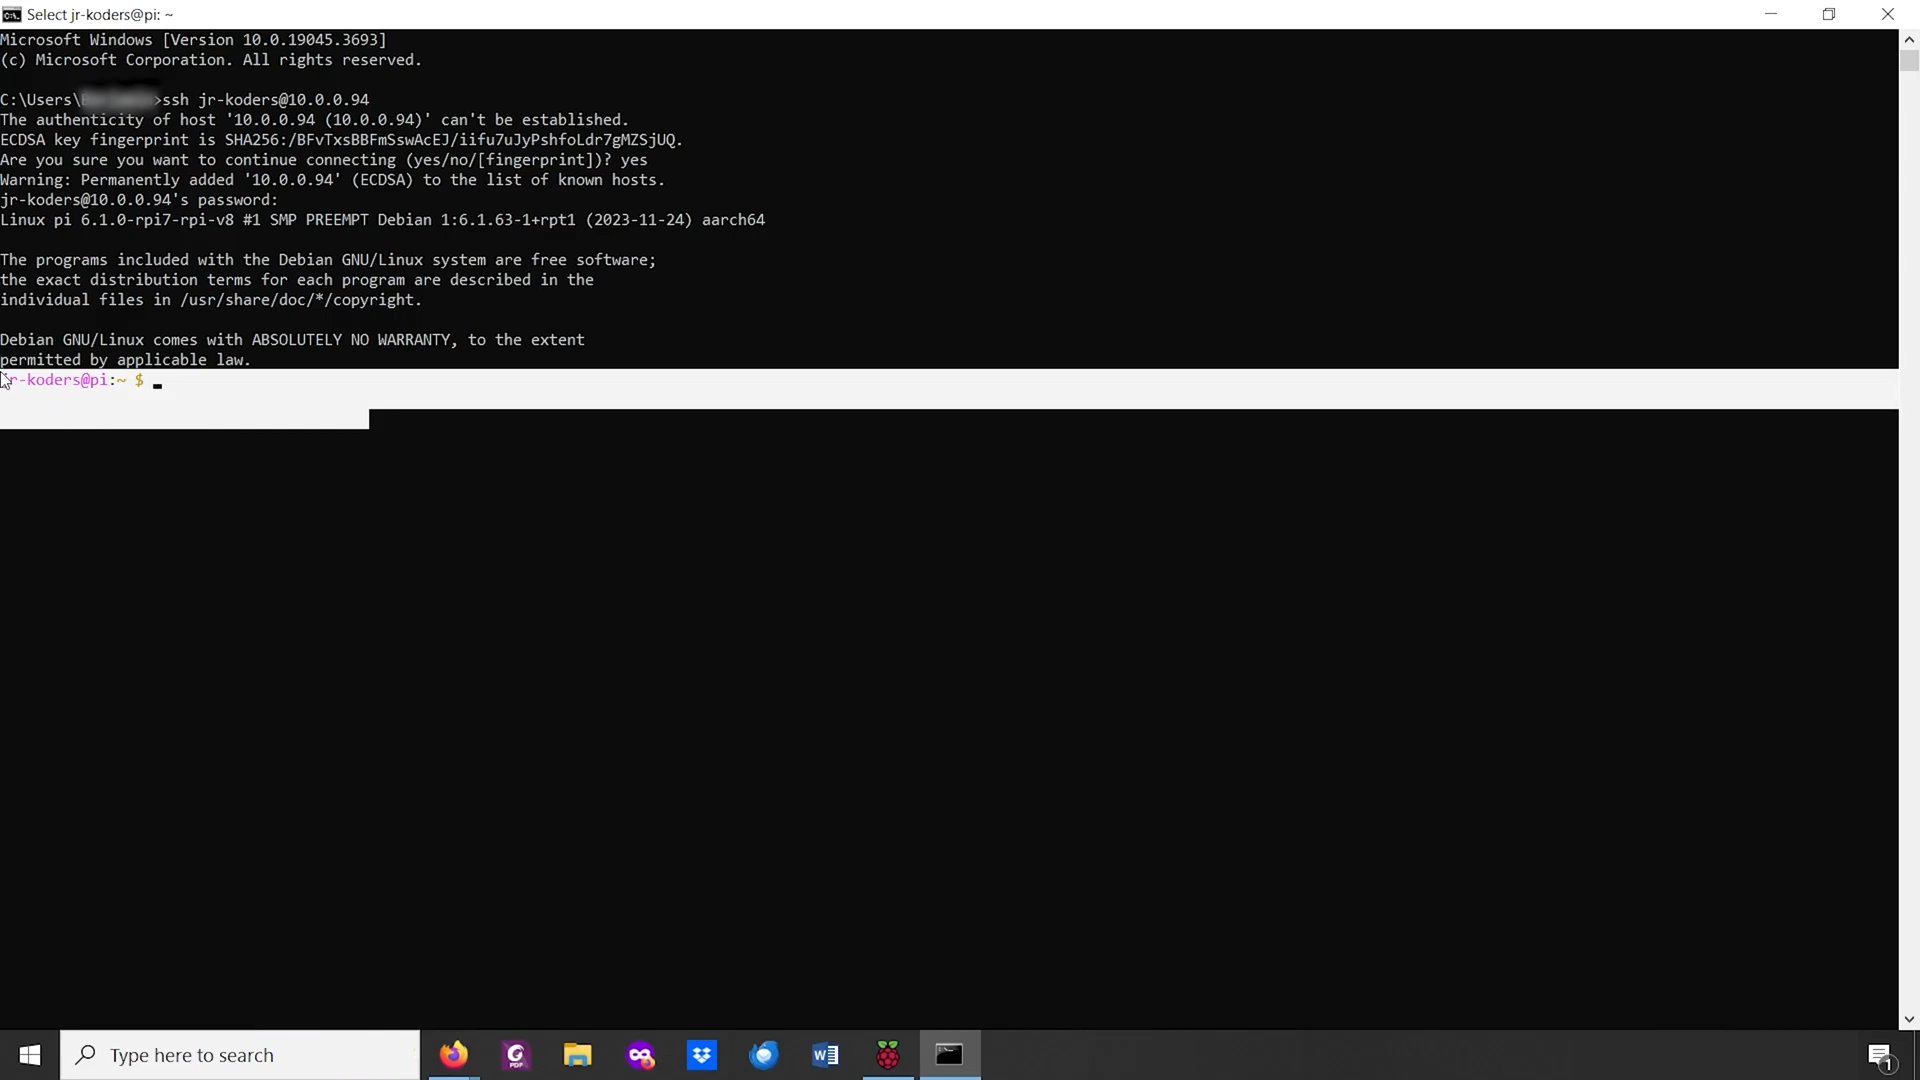 Select jr-koders@pi: ~
Microsoft Windows [Version 10.0.19045.3693]
(c) Microsoft Corporation. All rights reserved.
C:\Users\ >ssh jr-koders@10.0.0.94
The authenticity of host '10.0.0.94 (10.0.0.94)' can't be established.
ECDSA key fingerprint is SHA256:/BFvTxsBBFmSswAcEJ/iifu7uJyPshfoLdr7gMZSjUQ.
Are you sure you want to continue connecting (yes/no/[fingerprint])? yes
Warning: Permanently added '10.0.0.94' (ECDSA) to the list of known hosts.
jr-koders@10.0.0.94's password:
Linux pi 6.1.0-rpi7-rpi-v8 #1 SMP PREEMPT Debian 1:6.1.63-1+rpt1 (2023-11-24) aarch64
The programs included with the Debian GNU/Linux system are free software;
the exact distribution terms for each program are described in the
individual files in /usr/share/doc/*/copyright.
Debian GNU/Linux comes with ABSOLUTELY NO WARRANTY, to the extent
permitted by applicable law.
jr-koders@pi:~ $
Type here to search
PDF
W
1